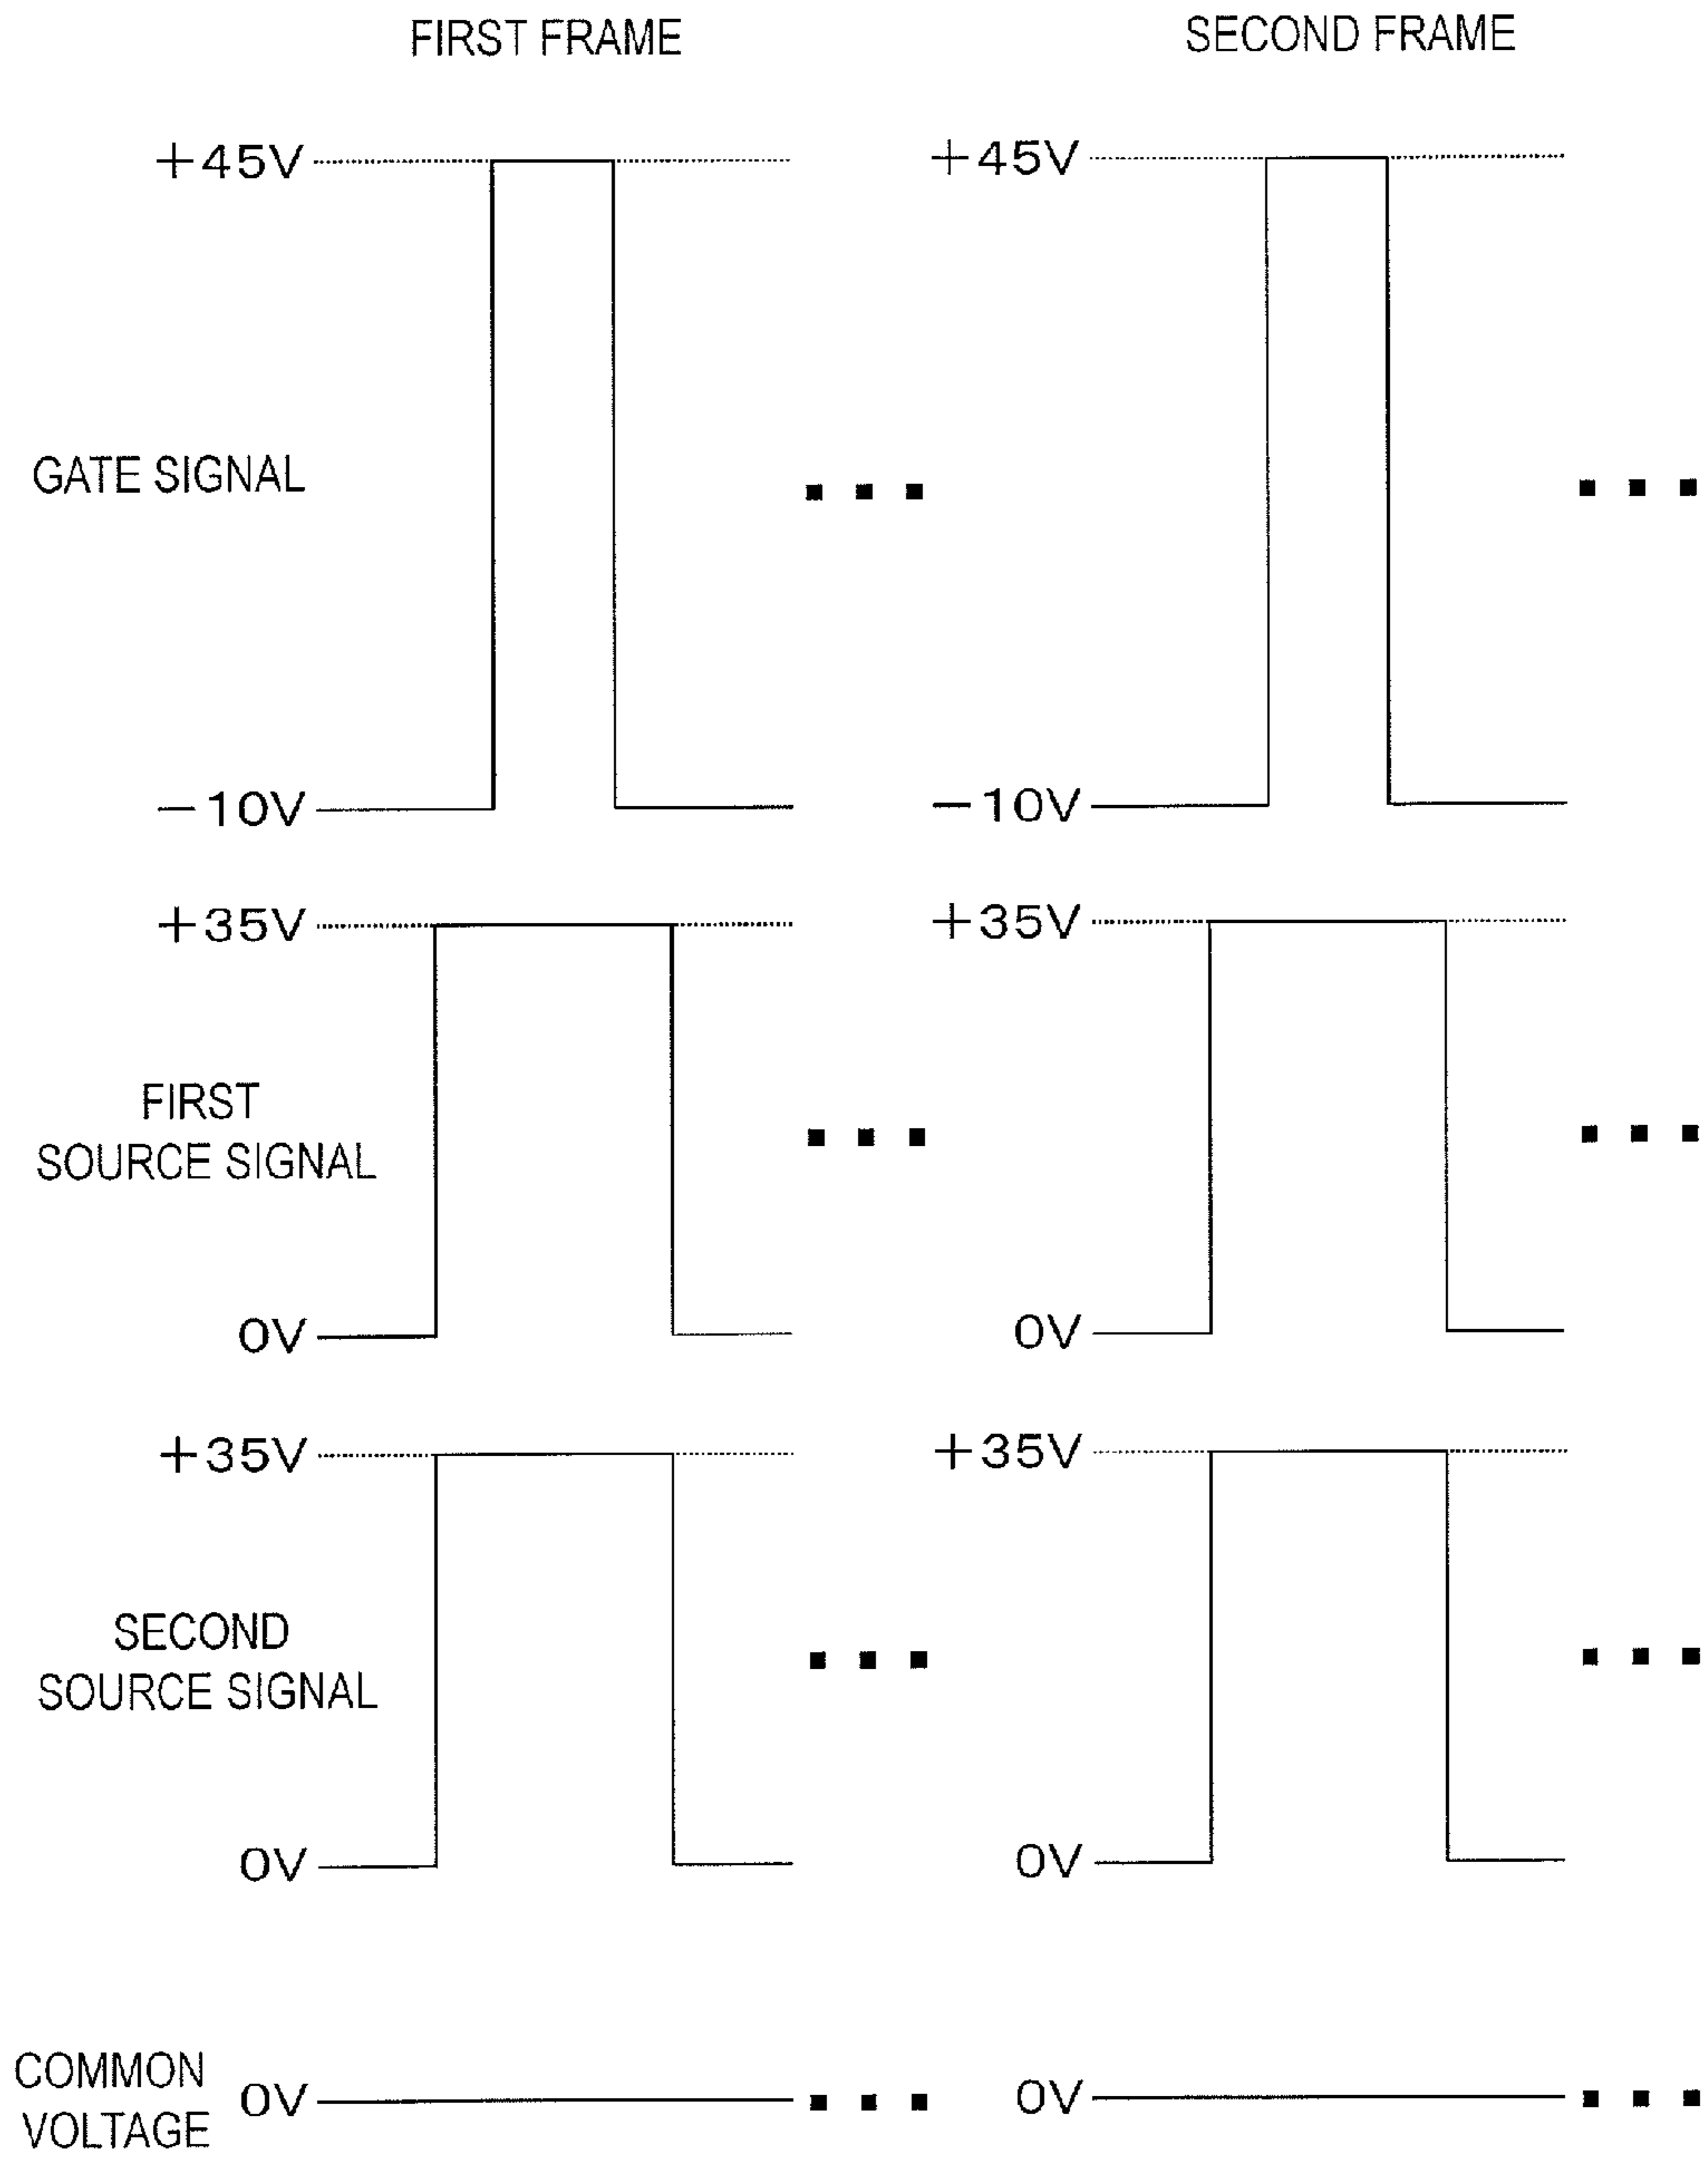 FIRST FRAME
SECOND FRAME
+45V
+45V
GATE SIGNAL
−10V
−10V
+35V
+35V
FIRST
SOURCE SIGNAL
0V
0V
+35V
+35V
SECOND
SOURCE SIGNAL
0V
0V
COMMON
VOLTAGE
0V
0V